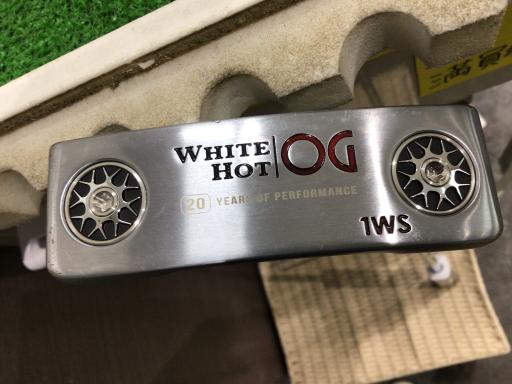 WHITE HOT OG
20 YEARS OF PERFORMANCE
1WS